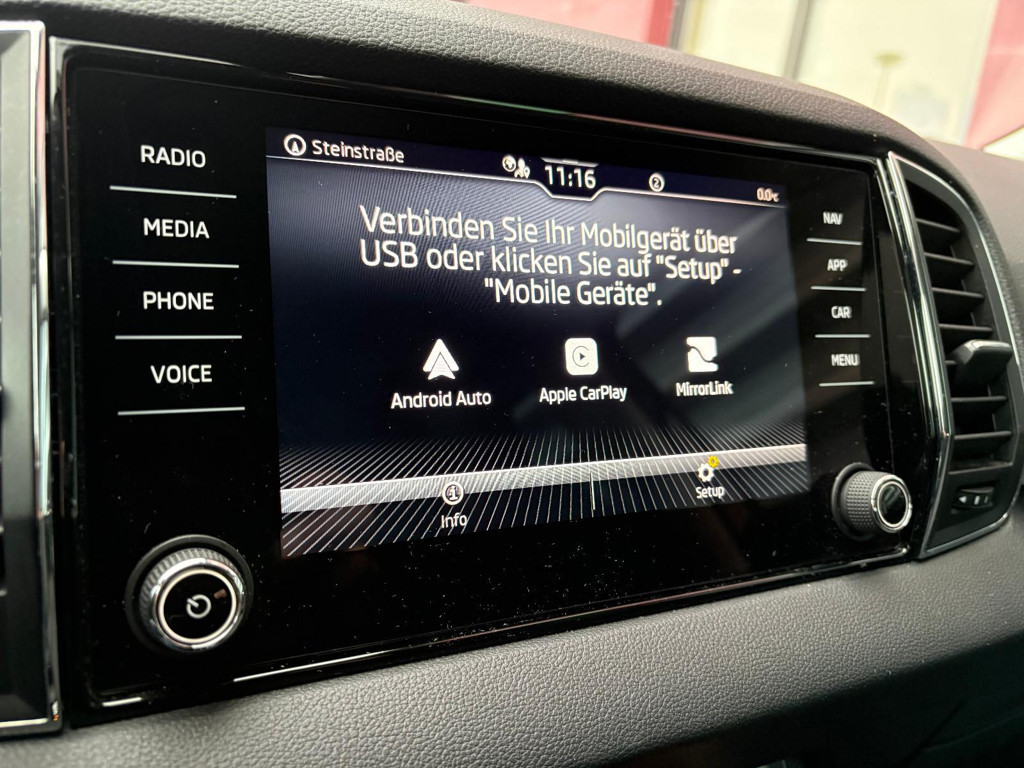 RADIO
MEDIA
PHONE
VOICE
Steinstraße
11:16
2
0.0°C
Verbinden Sie Ihr Mobilgerät über
USB oder klicken Sie auf "Setup" -
"Mobile Geräte".
Android Auto
Apple CarPlay
MirrorLink
Info
Setup
NAV
APP
CAR
MENU